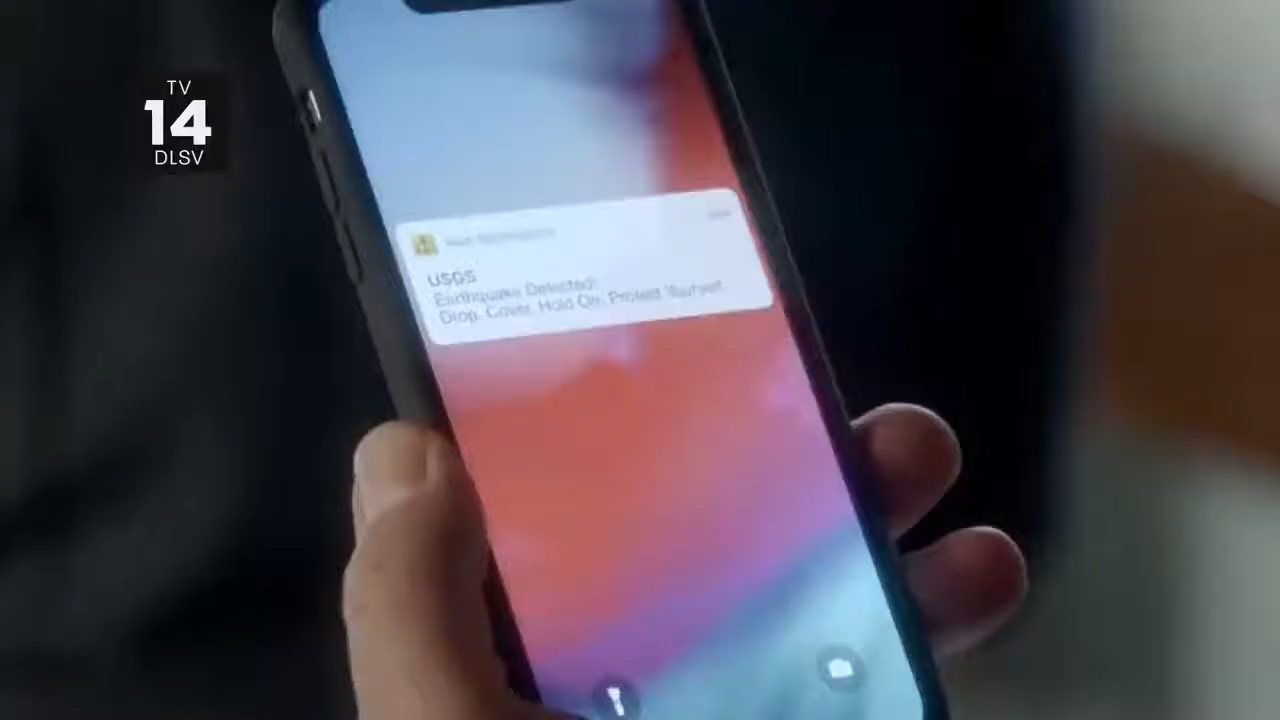 TV
14
DLSV
USGS
Earthquake Detected!
Drop, Cover, Hold On. Protect Yourself.